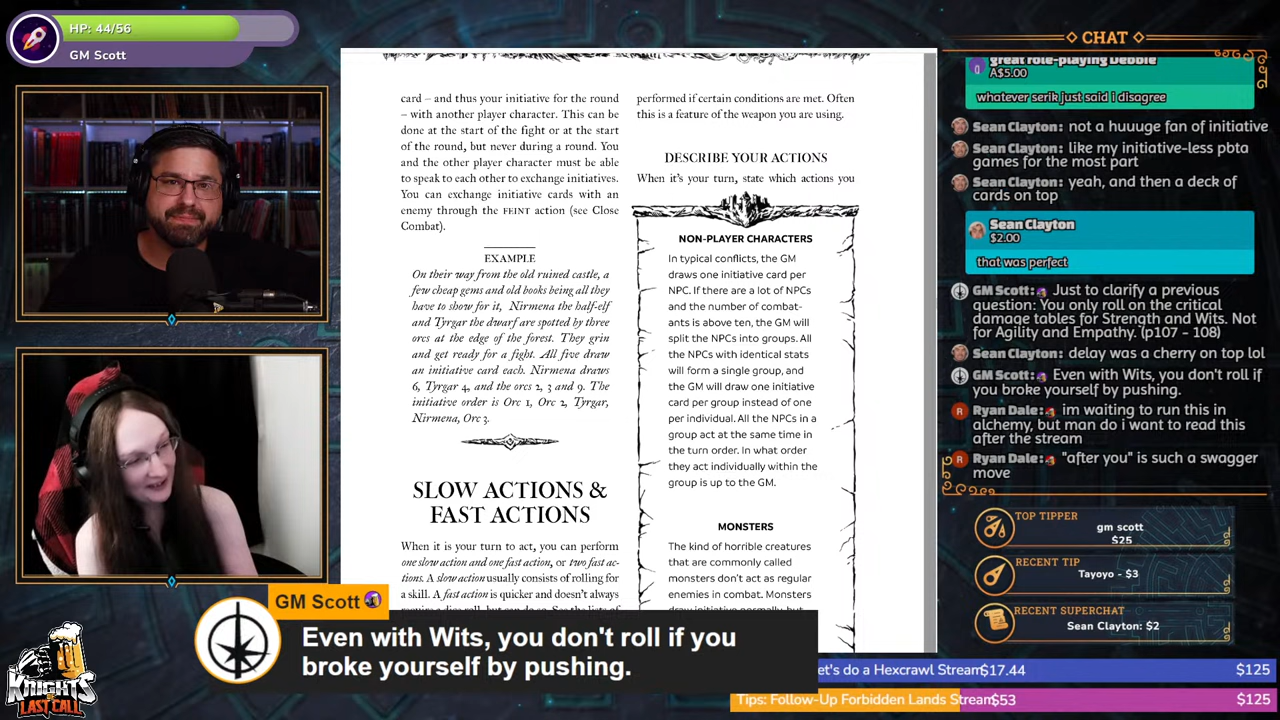 HP: 44/56
GM Scott
card – and thus your initiative for the round
– with another player character. This can be
done at the start of the fight or at the start
of the round, but never during a round. You
and the other player character must be able
to speak to each other to exchange initiatives.
You can exchange initiative cards with an
enemy through the FEINT action (see Close
Combat).
EXAMPLE
On their way from the old ruined castle, a
few cheap gems and old books being all they
have to show for it, Nirmena the half-elf
and Tyrgar the dwarf are spotted by three
orcs at the edge of the forest. They grin
and get ready for a fight. All five draw
an initiative card each. Nirmena draws
6, Tyrgar 4, and the orcs 2, 3 and 9. The
initiative order is Orc 1, Orc 2, Tyrgar,
Nirmena, Orc 3.
SLOW ACTIONS &
FAST ACTIONS
When it is your turn to act, you can perform
one slow action and one fast action, or two fast ac-
tions. A slow action usually consists of rolling for
a skill. A fast action is quicker and doesn't always
performed if certain conditions are met. Often
this is a feature of the weapon you are using.
DESCRIBE YOUR ACTIONS
When it's your turn, state which actions you
NON-PLAYER CHARACTERS
In typical conflicts, the GM
draws one initiative card per
NPC. If there are a lot of NPCs
and the number of combat-
ants is above ten, the GM will
split the NPCs into groups. All
the NPCs with identical stats
will form a single group, and
the GM will draw one initiative
card per group instead of one
per individual. All the NPCs in a
group act at the same time in
the turn order. In what order
they act individually within the
group is up to the GM.
MONSTERS
The kind of horrible creatures
that are commonly called
monsters don't act as regular
enemies in combat. Monsters
draw initiative normally, but
CHAT
great role-playing Debbie
A$5.00
whatever serik just said i disagree
Sean Clayton: not a huuuge fan of initiative
Sean Clayton: like my initiative-less pbta
games for the most part
Sean Clayton: yeah, and then a deck of
cards on top
Sean Clayton
$2.00
that was perfect
GM Scott: Just to clarify a previous
question: You only roll on the critical
damage tables for Strength and Wits. Not
for Agility and Empathy. (p107 - 108)
Sean Clayton: delay was a cherry on top lol
GM Scott: Even with Wits, you don't roll if
you broke yourself by pushing.
Ryan Dale: im waiting to run this in
alchemy, but man do i want to read this
after the stream
Ryan Dale: "after you" is such a swagger
move
TOP TIPPER
gm scott
$25
RECENT TIP
Tayoyo - $3
RECENT SUPERCHAT
Sean Clayton: $2
GM Scott
Even with Wits, you don't roll if you
broke yourself by pushing.
KNIGHTS
LAST CALL
et's do a Hexcrawl Stream $17.44 $125
Tips: Follow-Up Forbidden Lands Stream $53 $125